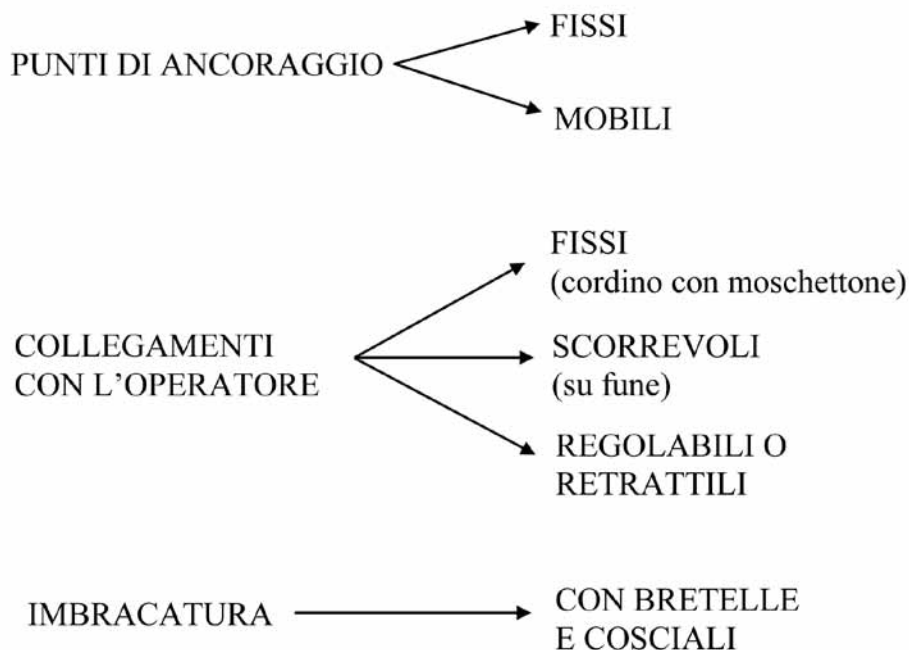 PUNTI DI ANCORAGGIO
FISSI
MOBILI
COLLEGAMENTI
CON L’OPERATORE
FISSI
(cordino con moschettone)
SCORREVOLI
(su fune)
REGOLABILI O
RETRATTILI
IMBRACATURA
CON BRETELLE
E COSCIALI